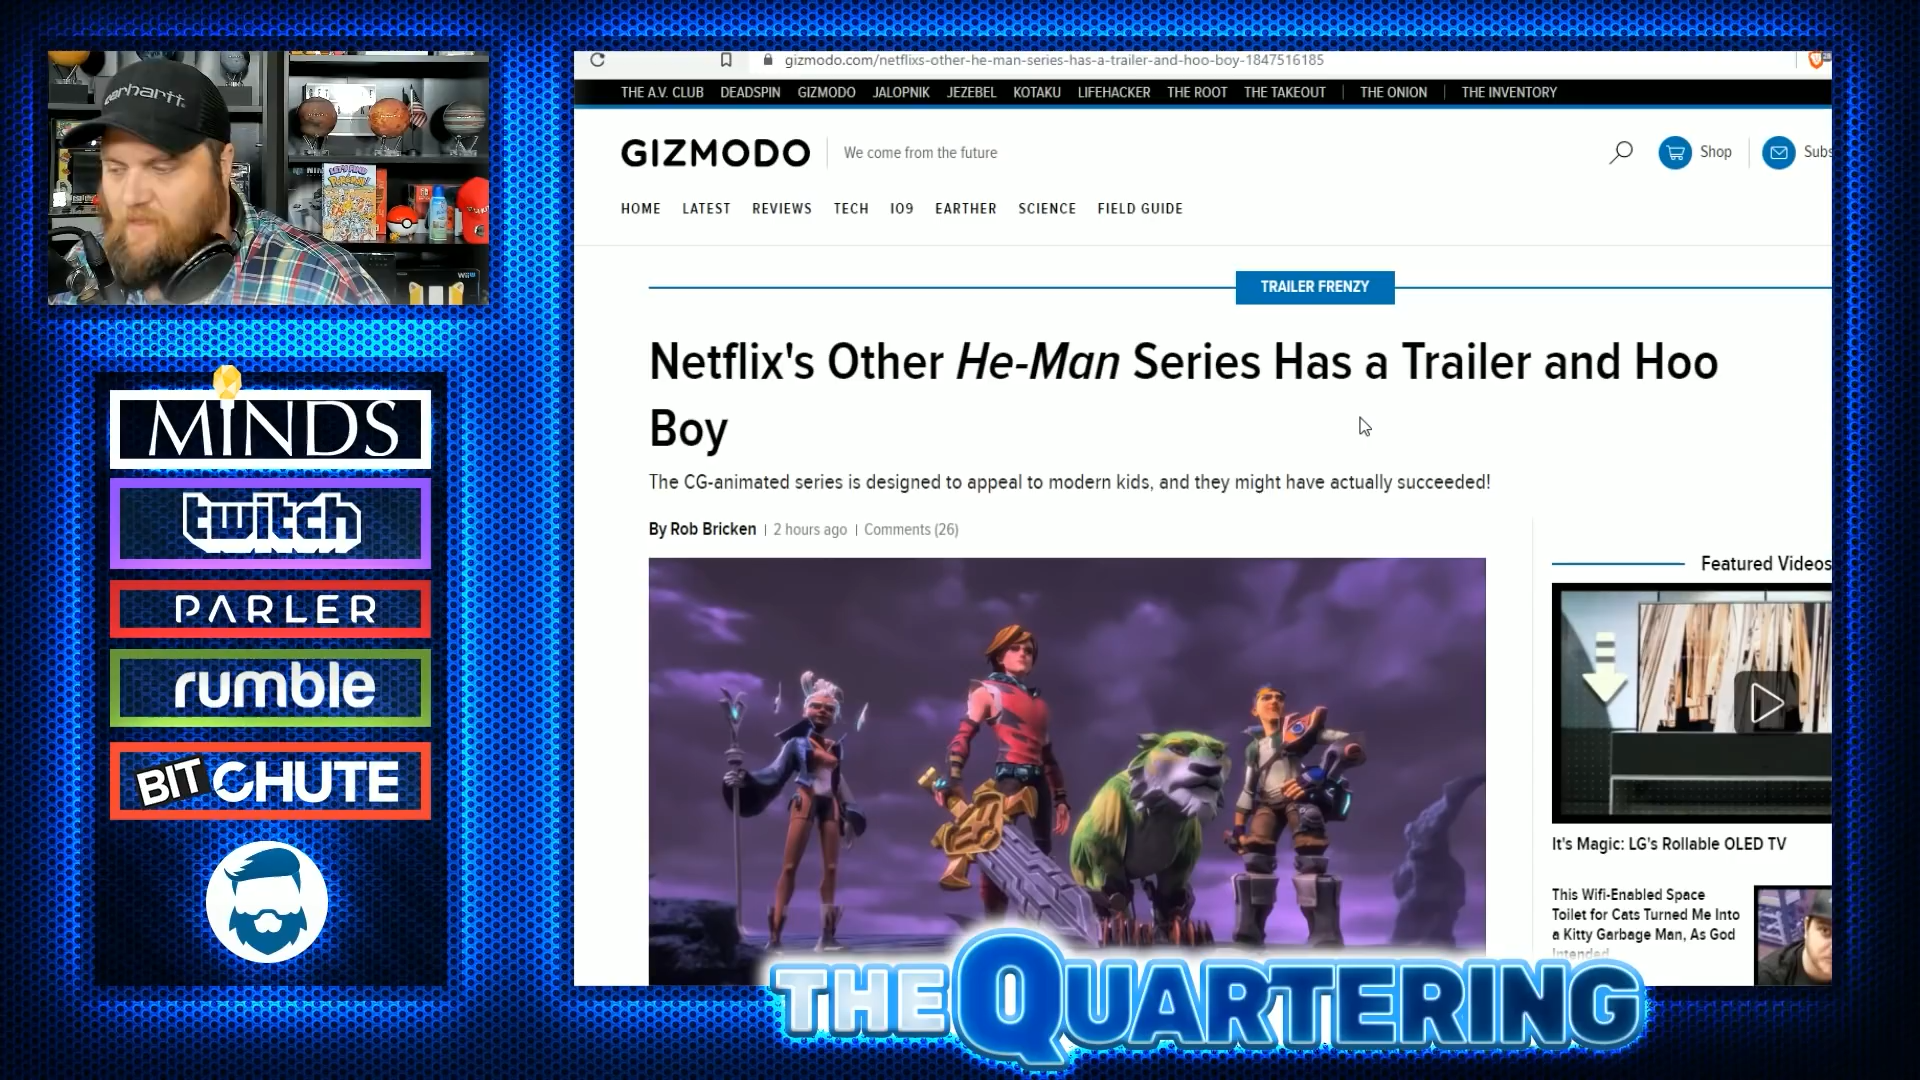 gizmodo.com/netflixs-other-he-man-series-has-a-trailer-and-hoo-boy-1847516185
THE A.V. CLUB DEADSPIN GIZMODO JALOPNIK JEZEBEL KOTAKU LIFEHACKER THE ROOT THE TAKEOUT THE ONION THE INVENTORY
GIZMODO
We come from the future
Shop
Subs
HOME LATEST REVIEWS TECH IO9 EARTHER SCIENCE FIELD GUIDE
TRAILER FRENZY
Netflix's Other He-Man Series Has a Trailer and Hoo
Boy
The CG-animated series is designed to appeal to modern kids, and they might have actually succeeded!
By Rob Bricken | 2 hours ago | Comments (26)
Featured Videos
It's Magic: LG's Rollable OLED TV
This Wifi-Enabled Space
Toilet for Cats Turned Me Into
a Kitty Garbage Man, As God
Intended
carhartt
LET'S FIND
POKÉMON!
Wii U
MINDS
twitch
PARLER
rumble
BIT CHUTE
THE QUARTERING